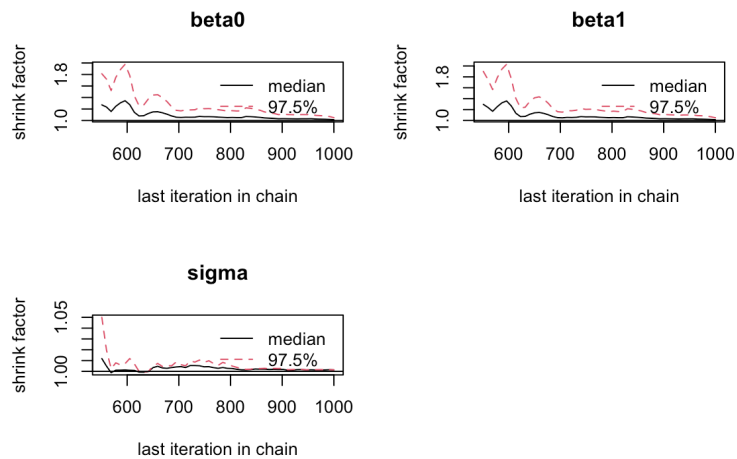 beta0
shrink factor
1.0 1.8
median
97.5%
600 700 800 900 1000
last iteration in chain
beta1
shrink factor
1.0 1.8
median
97.5%
600 700 800 900 1000
last iteration in chain
sigma
shrink factor
1.00 1.05
median
97.5%
600 700 800 900 1000
last iteration in chain